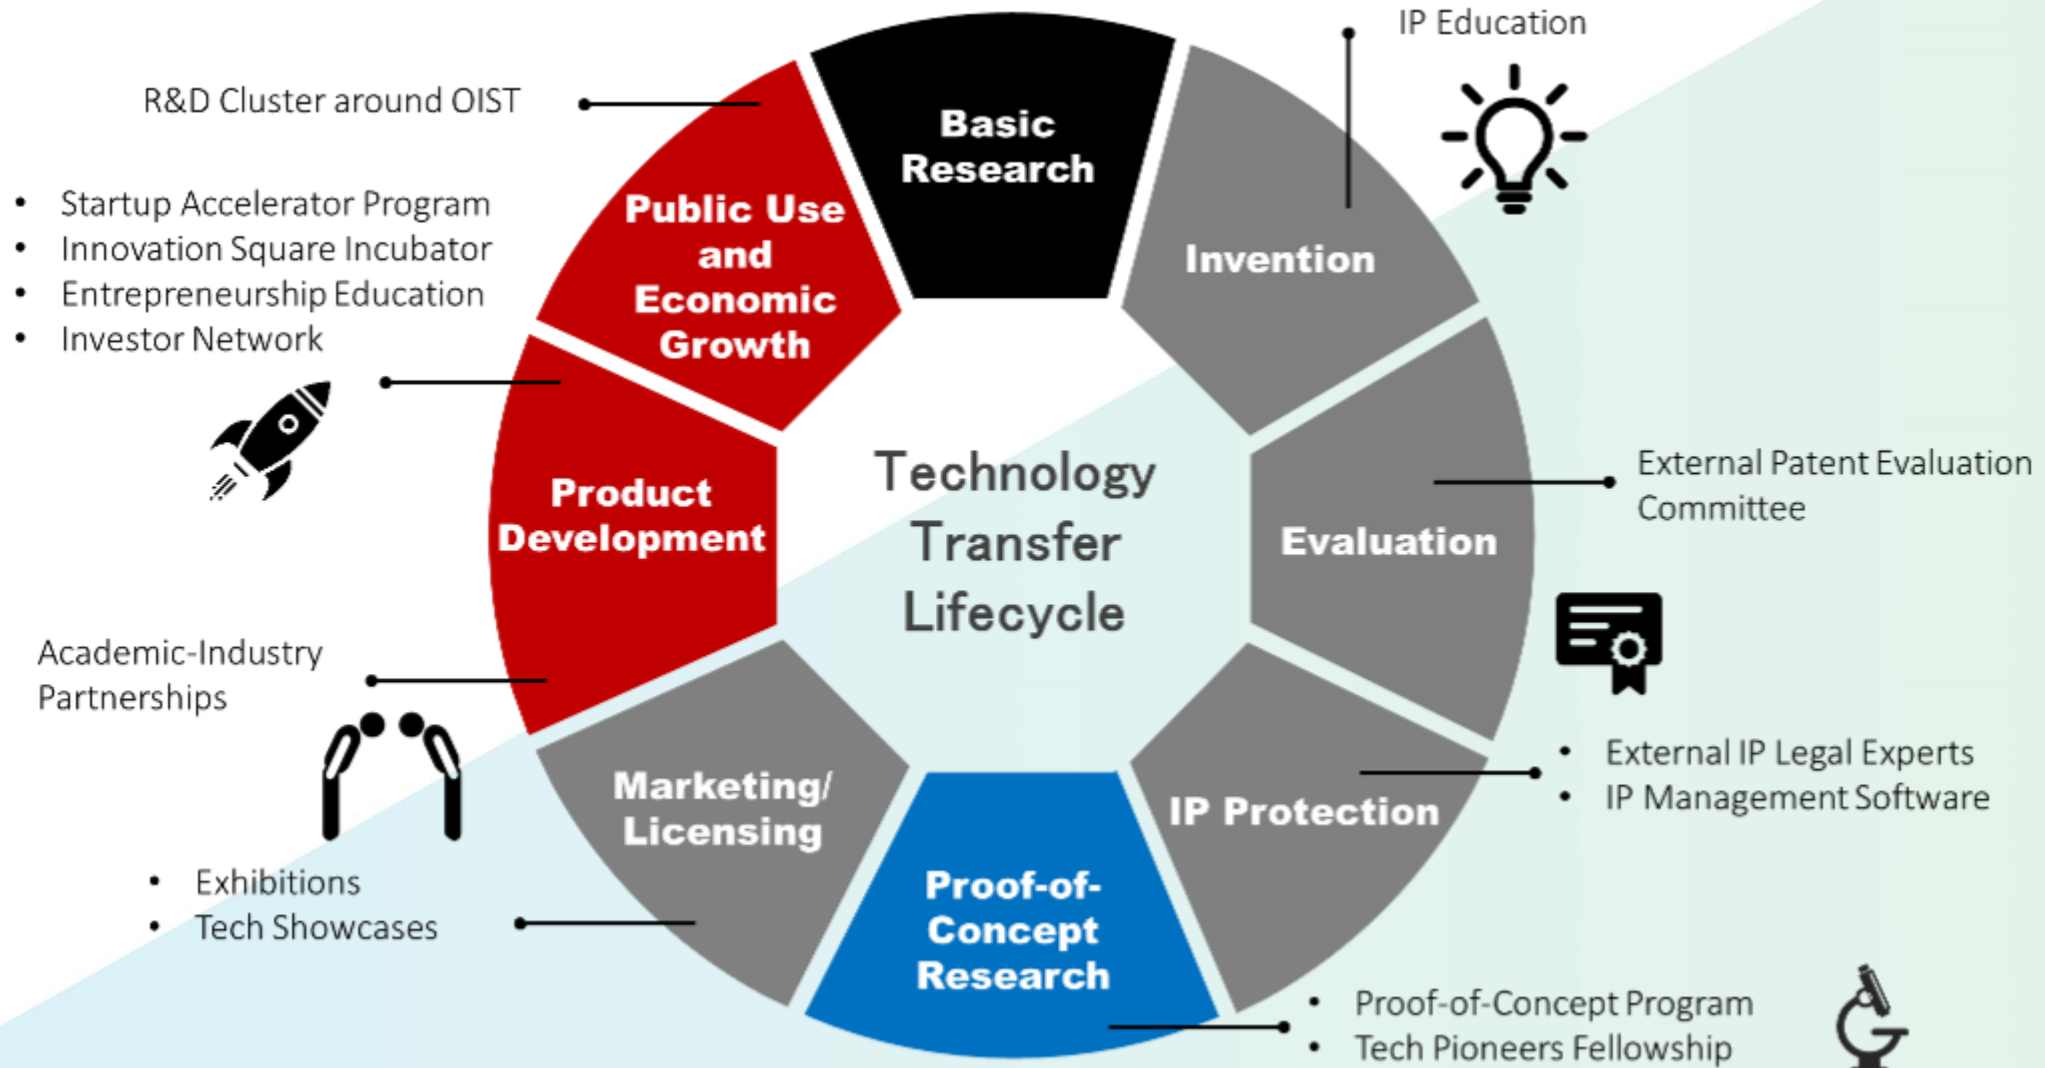 IP Education
R&D Cluster around OIST
Basic
Research
• Startup Accelerator Program
• Innovation Square Incubator
• Entrepreneurship Education
• Investor Network
Public Use
and
Economic
Growth
Invention
Technology
Transfer
Lifecycle
Product
Development
Evaluation
External Patent Evaluation
Committee
Academic-Industry
Partnerships
Marketing/
Licensing
IP Protection
• External IP Legal Experts
• IP Management Software
• Exhibitions
• Tech Showcases
Proof-of-
Concept
Research
• Proof-of-Concept Program
• Tech Pioneers Fellowship